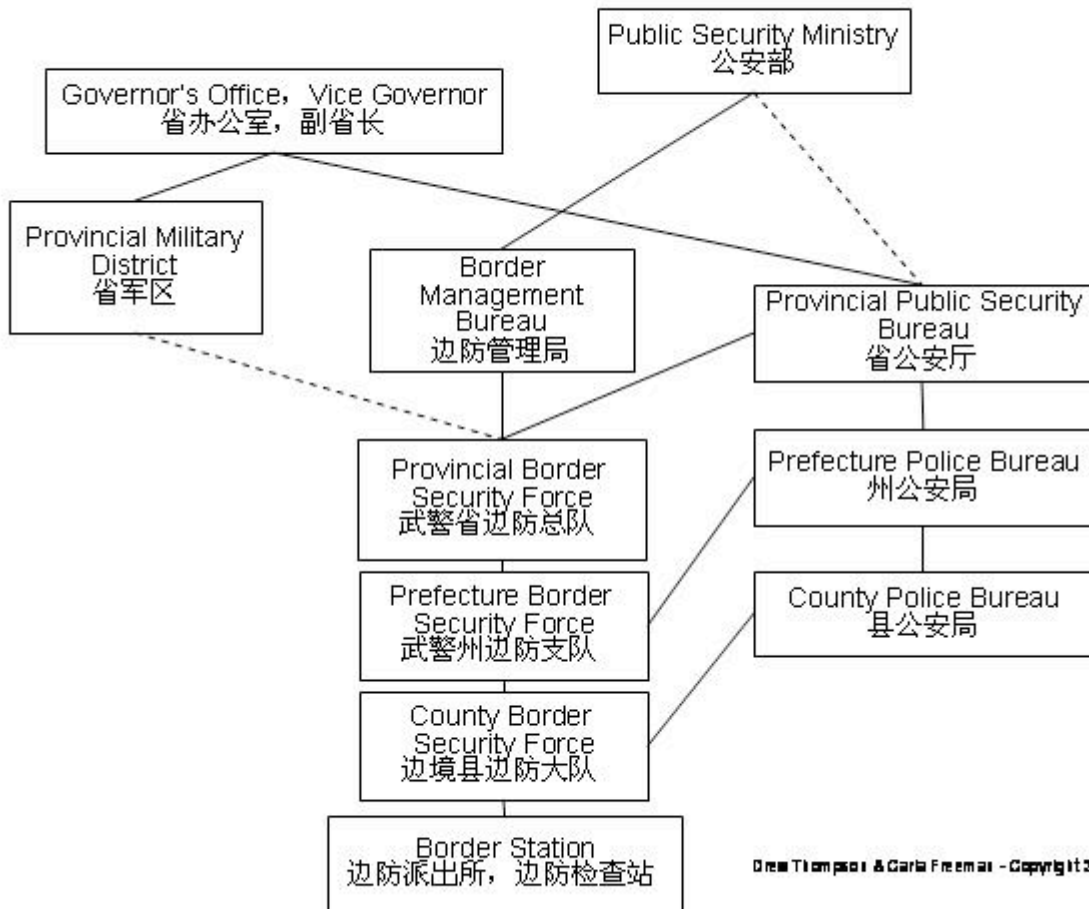 Public Security Ministry
公安部
Governor's Office, Vice Governor
省办公室，副省长
Provincial Military
District
省军区
Border
Management
Bureau
边防管理局
Provincial Public Security
Bureau
省公安厅
Provincial Border
Security Force
武警省边防总队
Prefecture Police Bureau
州公安局
Prefecture Border
Security Force
武警州边防支队
County Police Bureau
县公安局
County Border
Security Force
边境县边防大队
Border Station
边防派出所，边防检查站
Drew Thompson & Carla Freeman - Copyright